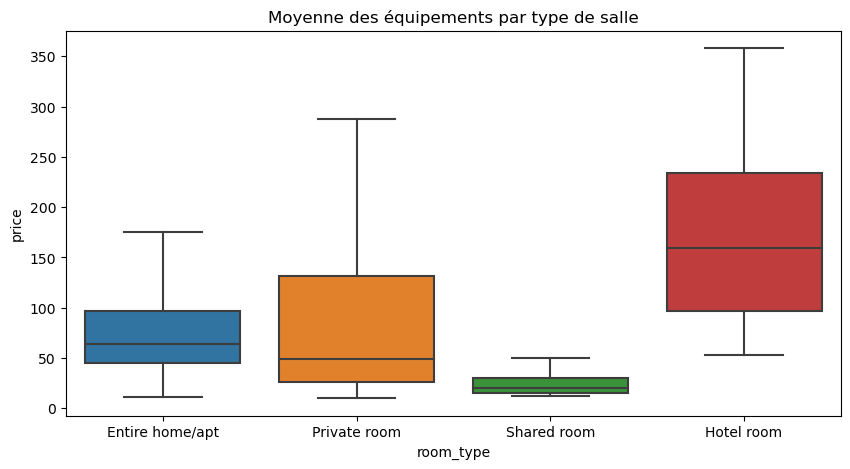 Moyenne des équipements par type de salle
350
300
250
200
150
100
50
0
price
Entire home/apt
Private room
Shared room
Hotel room
room_type